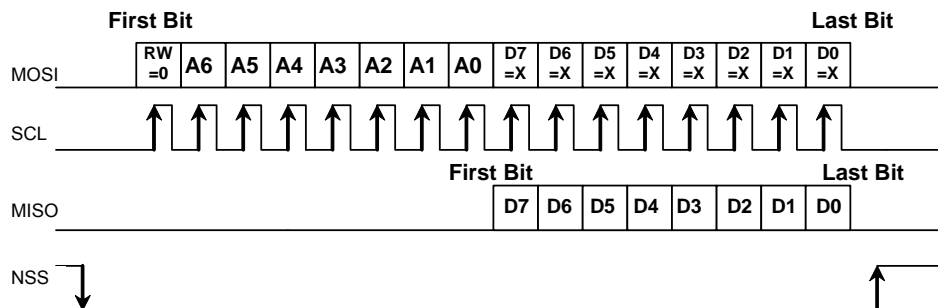 First Bit Last Bit
MOSI RW =0 A6 A5 A4 A3 A2 A1 A0 D7 =X D6 =X D5 =X D4 =X D3 =X D2 =X D1 =X D0 =X
SCL
First Bit Last Bit
MISO D7 D6 D5 D4 D3 D2 D1 D0
NSS